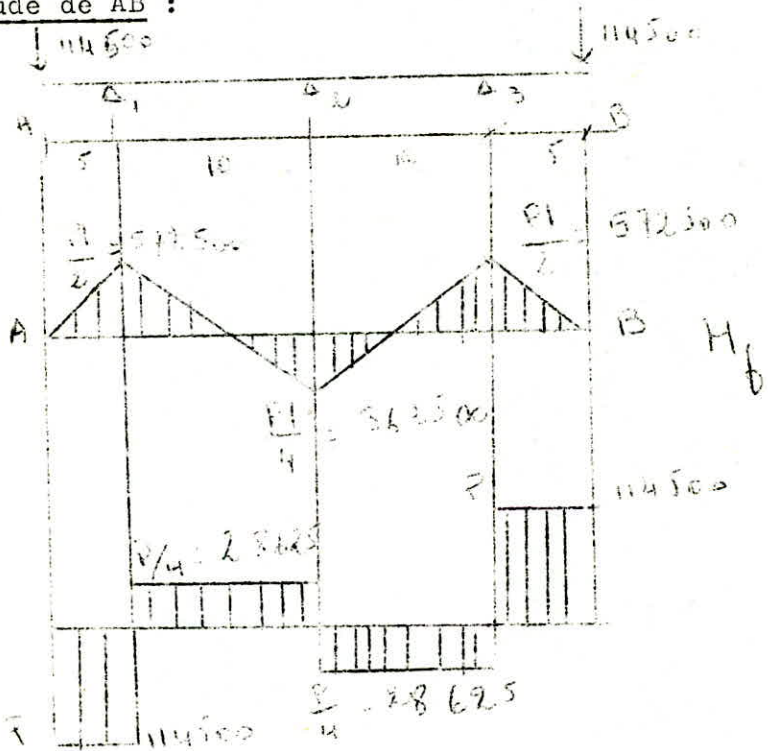 ude de AB :
114500 114500
Δ1 Δ2 Δ3
A B
5 10 10 5
Pl/2 = 572500
Pl/2 = 572500
A B
Mf
Pl/4 =
P 114500
P/4 = 28625
P 114500
P/4 = 28625